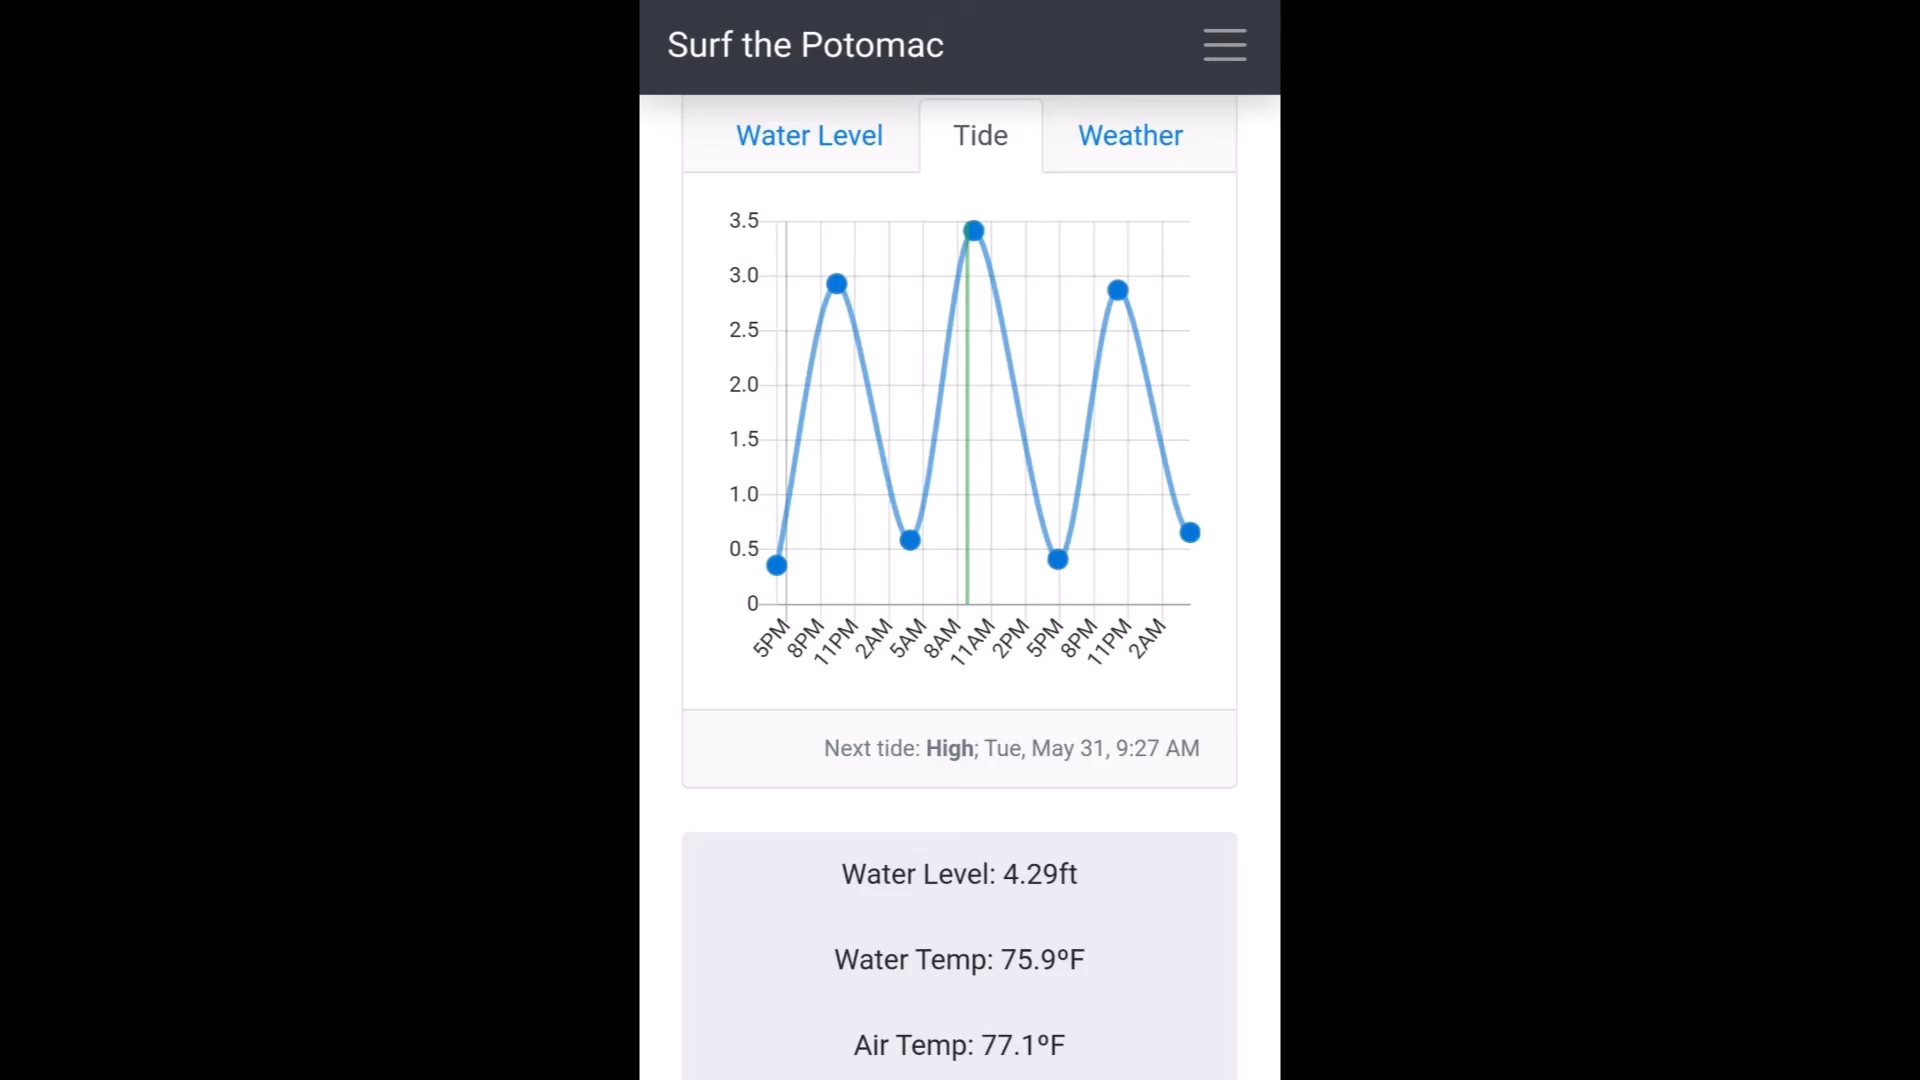 Surf the Potomac
Water Level
Tide
Weather
3.5
3.0
2.5
2.0
1.5
1.0
0.5
0
5PM
8PM
11PM
2AM
5AM
8AM
11AM
2PM
5PM
8PM
11PM
2AM
Next tide: High; Tue, May 31, 9:27 AM
Water Level: 4.29ft
Water Temp: 75.9ºF
Air Temp: 77.1ºF